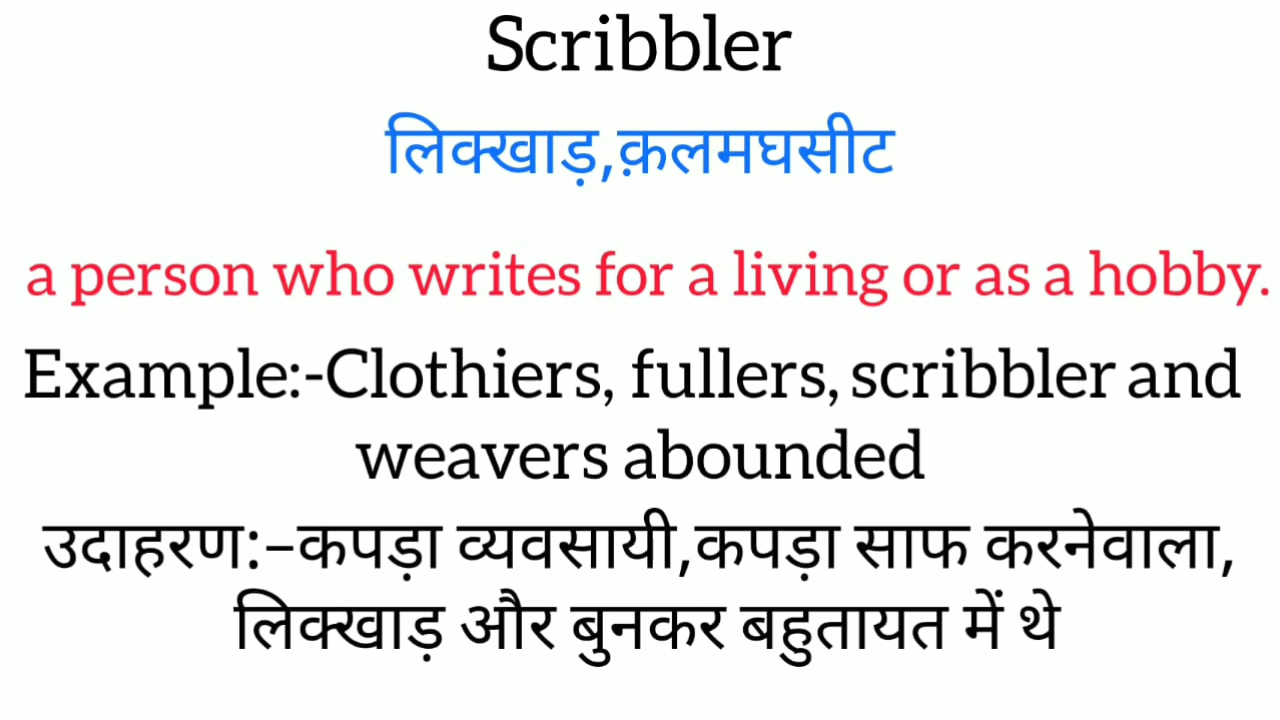 Scribbler
लिक्खाड़,क़लमघसीट
a person who writes for a living or as a hobby.
Example:-Clothiers, fullers, scribbler and
weavers abounded
उदाहरण:–कपड़ा व्यवसायी,कपड़ा साफ करनेवाला,
लिक्खाड़ और बुनकर बहुतायत में थे